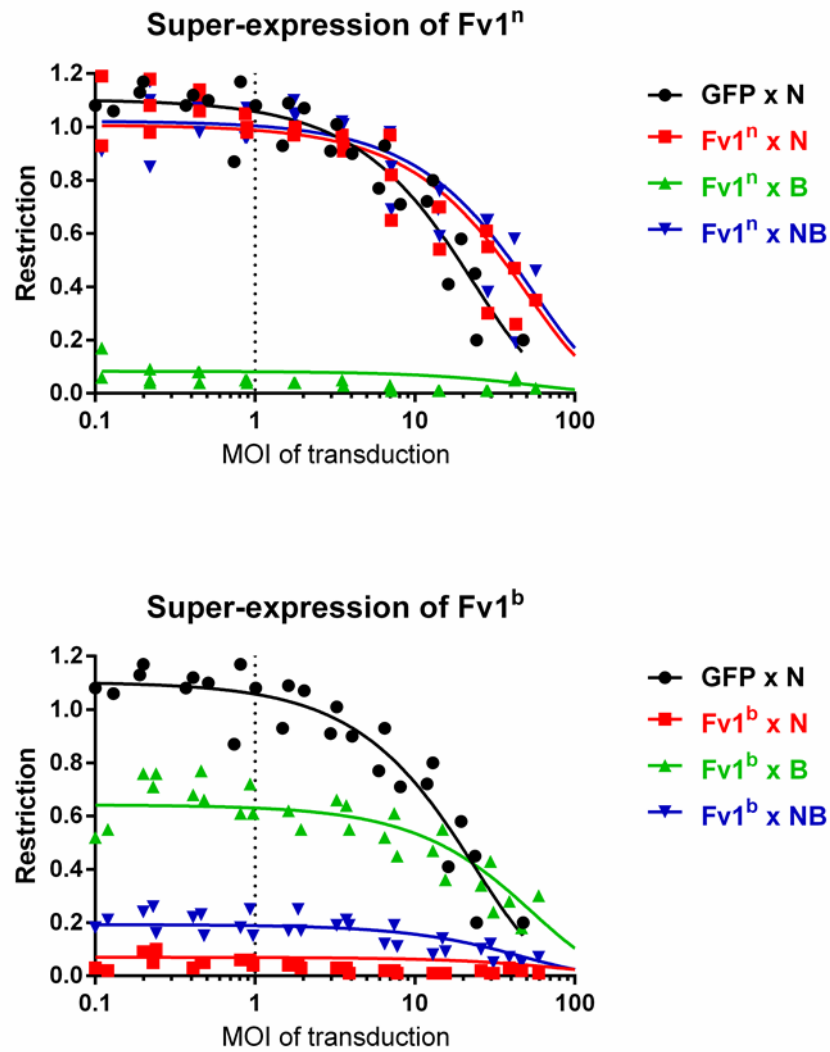 Super-expression of Fv1ⁿ
1.2
1.0
0.8
0.6
0.4
0.2
0.0
Restriction
0.1
1
10
100
MOI of transduction
GFP x N
Fv1ⁿ x N
Fv1ⁿ x B
Fv1ⁿ x NB
Super-expression of Fv1ᵇ
1.2
1.0
0.8
0.6
0.4
0.2
0.0
Restriction
0.1
1
10
100
MOI of transduction
GFP x N
Fv1ᵇ x N
Fv1ᵇ x B
Fv1ᵇ x NB